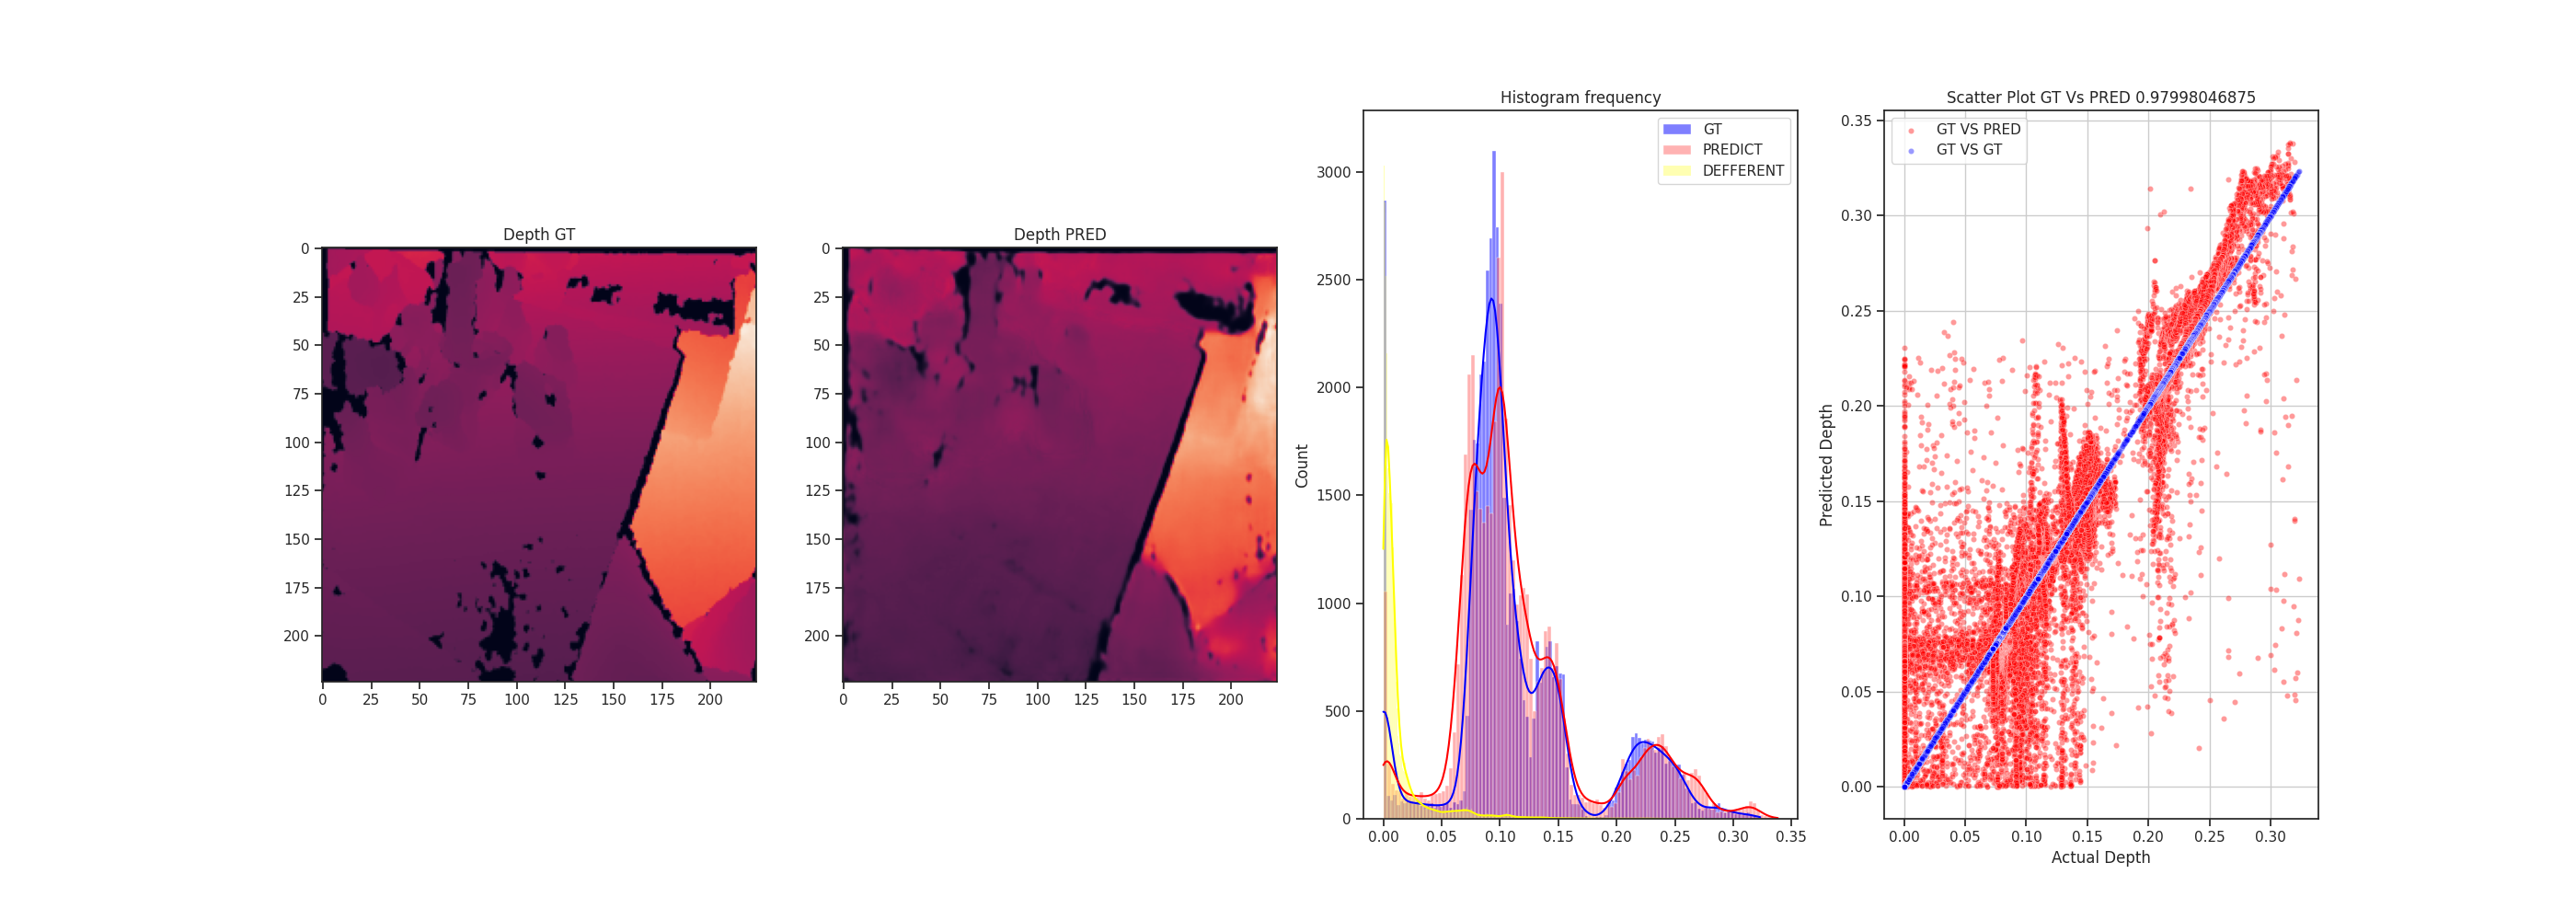 Depth GT
0
25
50
75
100
125
150
175
200
0 25 50 75 100 125 150 175 200
Depth PRED
0
25
50
75
100
125
150
175
200
0 25 50 75 100 125 150 175 200
Histogram frequency
GT
PREDICT
DEFFERENT
Count
3000
2500
2000
1500
1000
500
0
0.00 0.05 0.10 0.15 0.20 0.25 0.30 0.35
Scatter Plot GT Vs PRED 0.97998046875
GT VS PRED
GT VS GT
Predicted Depth
0.35
0.30
0.25
0.20
0.15
0.10
0.05
0.00
0.00 0.05 0.10 0.15 0.20 0.25 0.30
Actual Depth